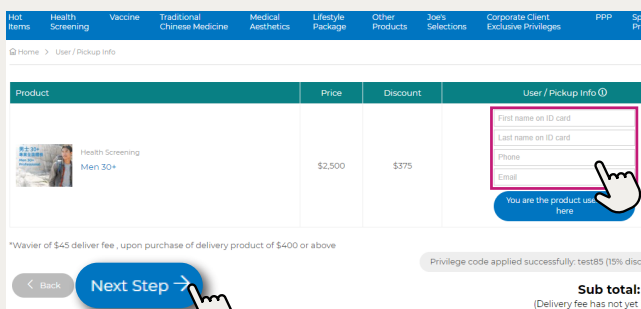 Hot Items
Health Screening
Vaccine
Traditional Chinese Medicine
Medical Aesthetics
Lifestyle Package
Other Products
Joe's Selections
Corporate Client Exclusive Privileges
PPP
Home > User / Pickup Info
Product
Price
Discount
User / Pickup Info
Health Screening
Men 30+
$2,500
$375
First name on ID card
Last name on ID card
Phone
Email
You are the product
here
*Wavier of $45 deliver fee , upon purchase of delivery product of $400 or above
Privilege code applied successfully: test85 (15%
Back
Next Step
Sub total:
(Delivery fee has not yet